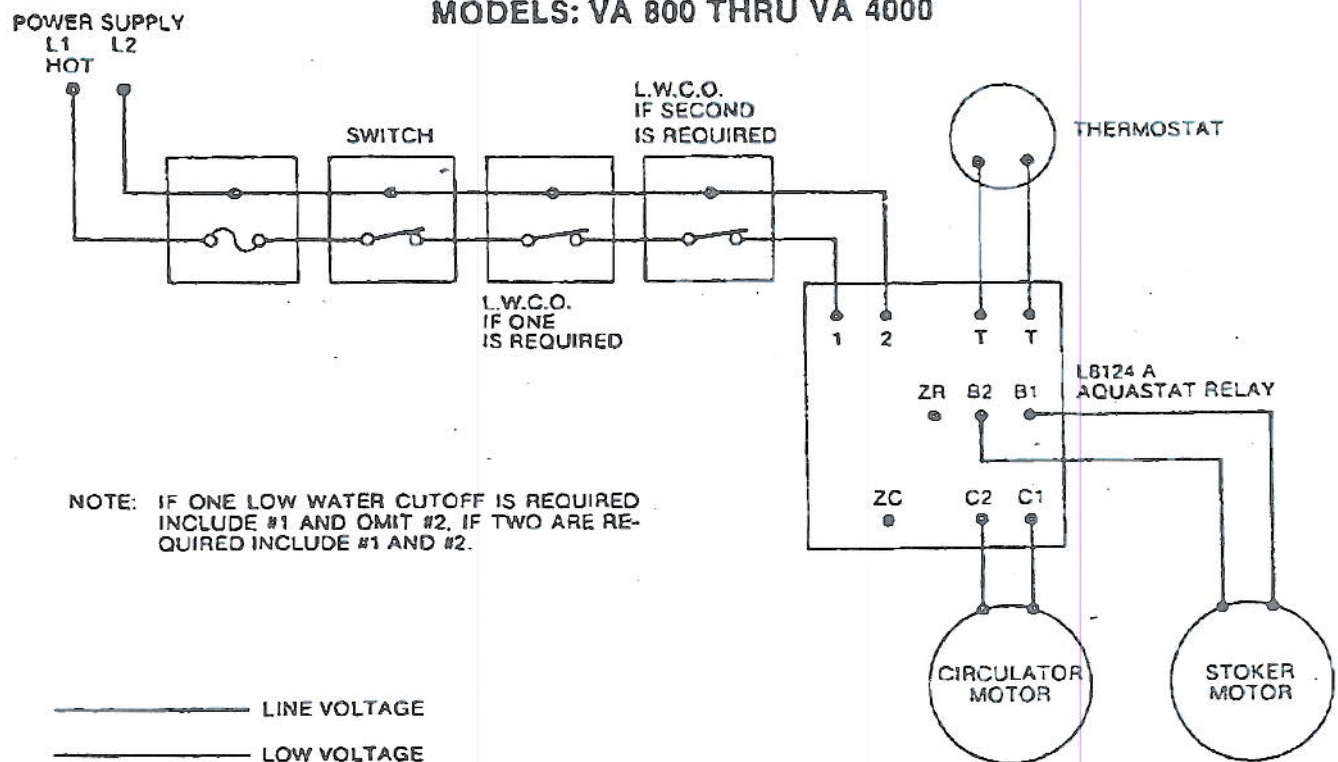 MODELS: VA 800 THRU VA 4000
POWER SUPPLY
L1 L2
HOT
SWITCH
L.W.C.O.
IF SECOND
IS REQUIRED
THERMOSTAT
L.W.C.O.
IF ONE
IS REQUIRED
1 2 T T
L8124 A
AQUASTAT RELAY
ZR B2 B1
ZC C2 C1
NOTE: IF ONE LOW WATER CUTOFF IS REQUIRED
INCLUDE #1 AND OMIT #2, IF TWO ARE RE-
QUIRED INCLUDE #1 AND #2.
CIRCULATOR
MOTOR
STOKER
MOTOR
LINE VOLTAGE
LOW VOLTAGE